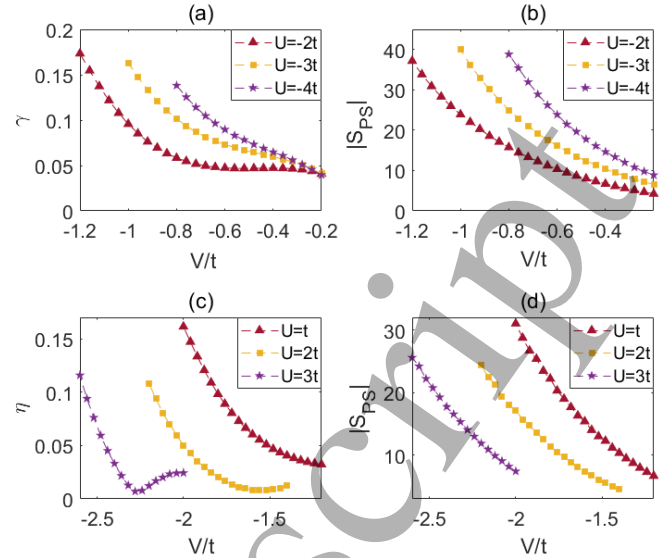 (a)
0.2
0.15
0.1
0.05
0
γ
U=-2t
U=-3t
U=-4t
-1.2 -1 -0.8 -0.6 -0.4 -0.2
V/t
(b)
40
30
20
10
0
|S_PS|
U=-2t
U=-3t
U=-4t
-1.2 -1 -0.8 -0.6 -0.4
V/t
(c)
0.15
0.1
0.05
0
η
U=t
U=2t
U=3t
-2.5 -2 -1.5
V/t
(d)
30
20
10
|S_PS|
U=t
U=2t
U=3t
-2.5 -2 -1.5
V/t
script